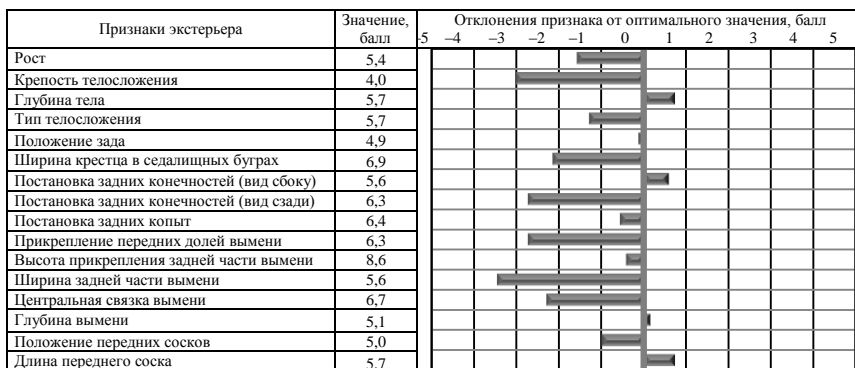 Признаки экстерьера Значение, балл Отклонения признака от оптимального значения, балл
-5 –4 –3 –2 –1 0 1 2 3 4 5
Рост 5,4
Крепость телосложения 4,0
Глубина тела 5,7
Тип телосложения 5,7
Положение зада 4,9
Ширина крестца в седалищных буграх 6,9
Постановка задних конечностей (вид сбоку) 5,6
Постановка задних конечностей (вид сзади) 6,3
Постановка задних копыт 6,4
Прикрепление передних долей вымени 6,3
Высота прикрепления задней части вымени 8,6
Ширина задней части вымени 5,6
Центральная связка вымени 6,7
Глубина вымени 5,1
Положение передних сосков 5,0
Длина переднего соска 5,7